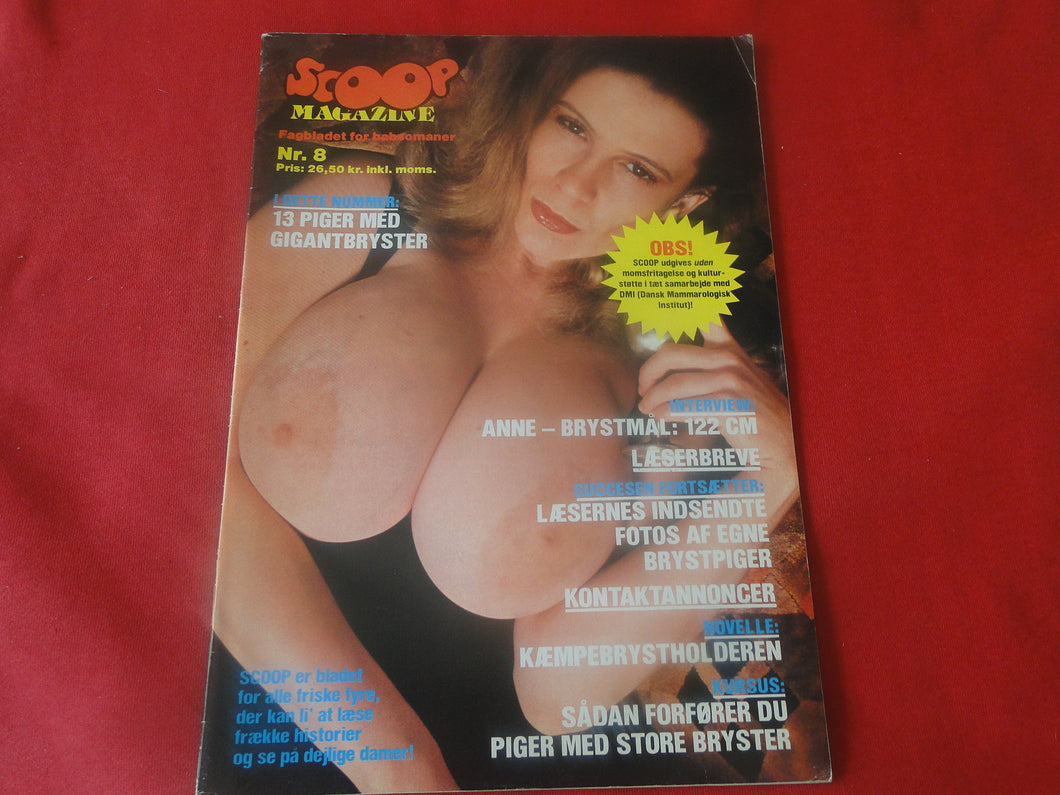 SCOOP
MAGAZINE
Fagbladet for babsomaner
Nr. 8
Pris: 26,50 kr. inkl. moms.
I DETTE NUMMER:
13 PIGER MED
GIGANTBRYSTER
OBS!
SCOOP udgives uden
momsfritagelse og kultur-
støtte i tæt samarbejde med
DMI (Dansk Mammarologisk
Institut)!
INTERVIEW:
ANNE – BRYSTMÅL: 122 CM
LÆSERBREVE
SUCCESEN FORTSÆTTER:
LÆSERNES INDSENDTE
FOTOS AF EGNE
BRYSTPIGER
KONTAKTANNONCER
NOVELLE:
KÆMPEBRYSTHOLDEREN
KURSUS:
SÅDAN FORFØRER DU
PIGER MED STORE BRYSTER
SCOOP er bladet
for alle friske fyre,
der kan li' at læse
frække historier
og se på dejlige damer!